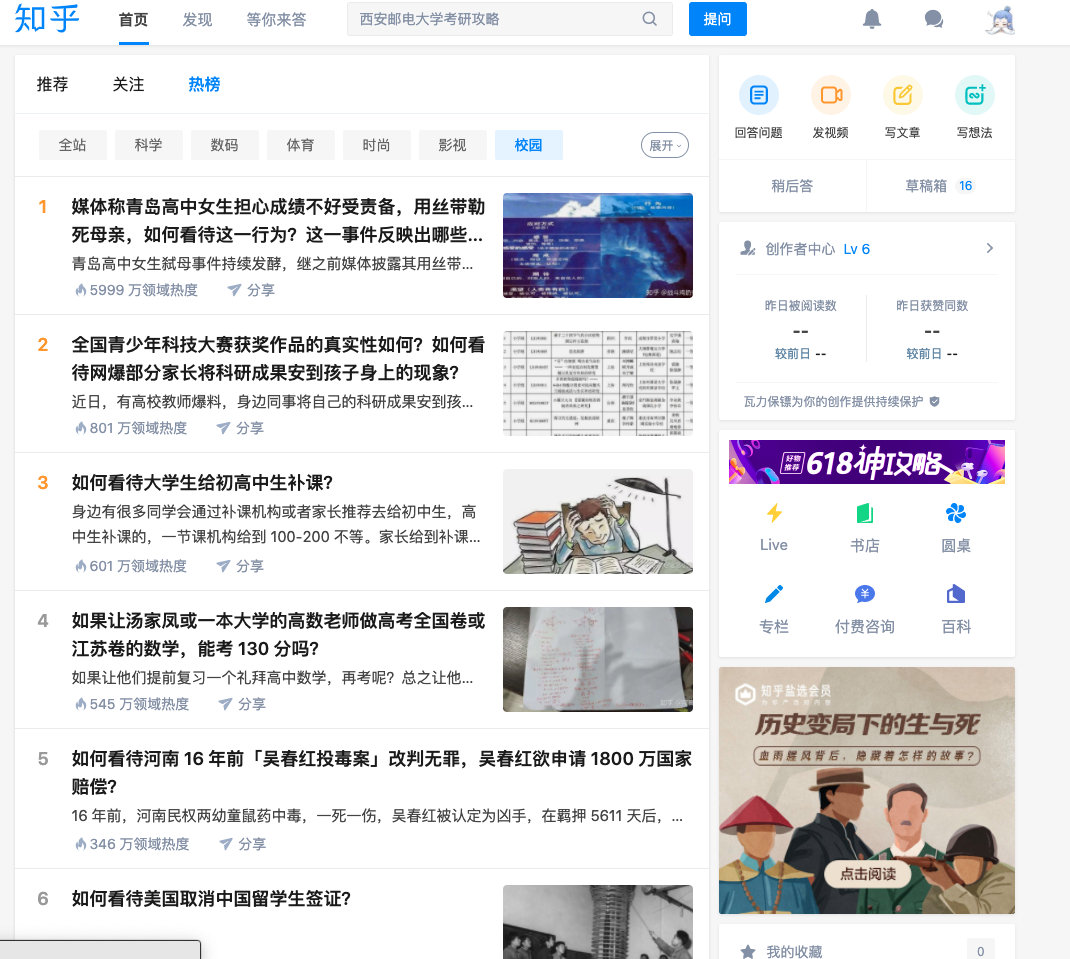 知乎
首页 发现 等你来答 西安邮电大学考研攻略 提问
推荐 关注 热榜
全站 科学 数码 体育 时尚 影视 校园 展开
1 媒体称青岛高中女生担心成绩不好受责备，用丝带勒
死母亲，如何看待这一行为？这一事件反映出哪些...
青岛高中女生弑母事件持续发酵，继之前媒体披露其用丝带...
5999 万领域热度 分享
2 全国青少年科技大赛获奖作品的真实性如何？如何看
待网爆部分家长将科研成果安到孩子身上的现象？
近日，有高校教师爆料，身边同事将自己的科研成果安到孩...
801 万领域热度 分享
3 如何看待大学生给初高中生补课？
身边有很多同学会通过补课机构或者家长推荐去给初中生，高
中生补课的，一节课机构给到 100-200 不等。家长给到补课...
601 万领域热度 分享
4 如果让汤家凤或一本大学的高数老师做高考全国卷或
江苏卷的数学，能考 130 分吗？
如果让他们提前复习一个礼拜高中数学，再考呢？总之让他...
545 万领域热度 分享
5 如何看待河南 16 年前「吴春红投毒案」改判无罪，吴春红欲申请 1800 万国家
赔偿？
16 年前，河南民权两幼童鼠药中毒，一死一伤，吴春红被认定为凶手，在羁押 5611 天后，...
346 万领域热度 分享
6 如何看待美国取消中国留学生签证？
回答问题 发视频 写文章 写想法
稍后答 草稿箱 16
创作者中心 Lv 6
昨日被阅读数 昨日获赞同数
-- --
较前日 -- 较前日 --
瓦力保镖为你的创作提供持续保护
好物
推荐 618神攻略
Live 书店 圆桌
专栏 付费咨询 百科
知乎盐选会员
历史变局下的生与死
血雨腥风背后，隐藏着怎样的故事？
点击阅读
我的收藏 0